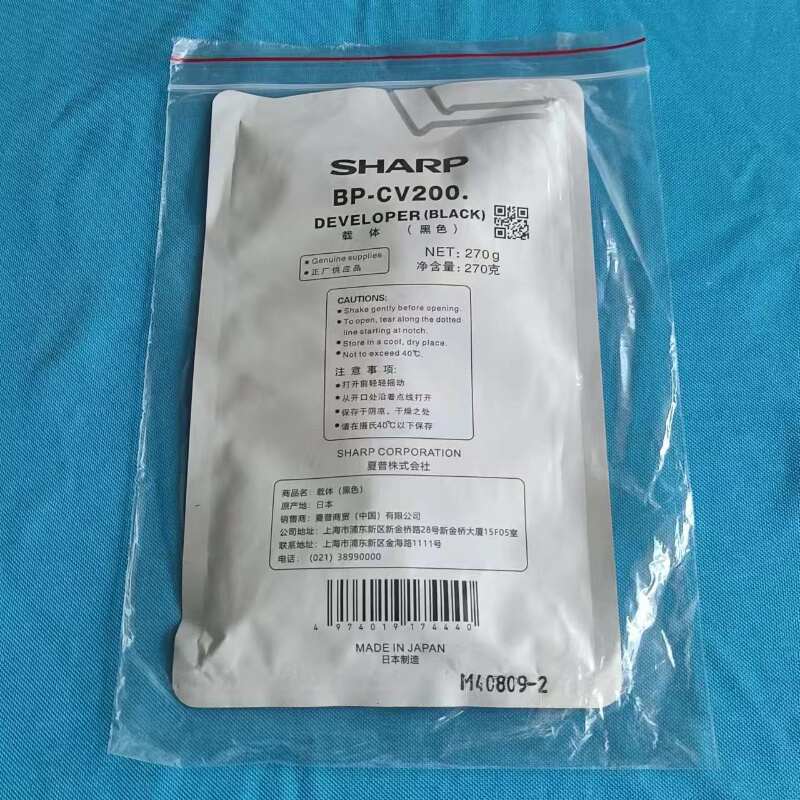 SHARP
BP-CV200.
DEVELOPER(BLACK)
载 体 （黑色）
• Genuine supplies
• 正厂供应品
NET: 270g
净含量: 270克
CAUTIONS:
• Shake gently before opening.
• To open, tear along the dotted
line starting at notch.
• Store in a cool, dry place.
• Not to exceed 40℃.
注 意 事 项:
• 打开前轻轻摇动
• 从开口处沿着点线打开
• 保存于阴凉、干燥之处
• 请在摄氏40℃以下保存
SHARP CORPORATION
夏普株式会社
商品名: 载体（黑色）
原产地: 日本
销售商: 夏普商贸（中国）有限公司
公司地址: 上海市浦东新区新金桥路28号新金桥大厦15F05室
联系地址: 上海市浦东新区金海路1111号
电话: (021) 38990000
4 974019 174440
MADE IN JAPAN
日本制造
M40809-2